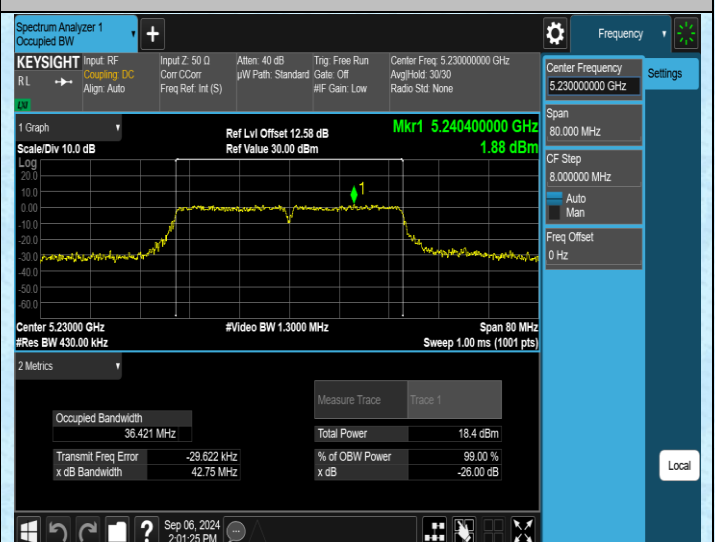 Spectrum Analyzer 1
Occupied BW
+
Frequency
KEYSIGHT
Input: RF
Input Z: 50 Ω
Atten: 40 dB
Trig: Free Run
Center Freq: 5.230000000 GHz
RL
Coupling: DC
Corr CCorr
µW Path: Standard
Gate: Off
Avg|Hold: 30/30
Align: Auto
Freq Ref: Int (S)
#IF Gain: Low
Radio Std: None
LXI
Center Frequency
5.230000000 GHz
Settings
Span
80.000 MHz
CF Step
8.000000 MHz
Auto
Man
Freq Offset
0 Hz
1 Graph
Ref Lvl Offset 12.58 dB
Mkr1 5.240400000 GHz
Scale/Div 10.0 dB
Ref Value 30.00 dBm
1.88 dBm
Log
20.0
10.0
1
0.00
-10.0
-20.0
-30.0
-40.0
-50.0
-60.0
Center 5.23000 GHz
#Video BW 1.3000 MHz
Span 80 MHz
#Res BW 430.00 kHz
Sweep 1.00 ms (1001 pts)
2 Metrics
Measure Trace
Trace 1
Occupied Bandwidth
36.421 MHz
Total Power
18.4 dBm
Transmit Freq Error
-29.622 kHz
% of OBW Power
99.00 %
x dB Bandwidth
42.75 MHz
x dB
-26.00 dB
Local
?
Sep 06, 2024
2:01:25 PM